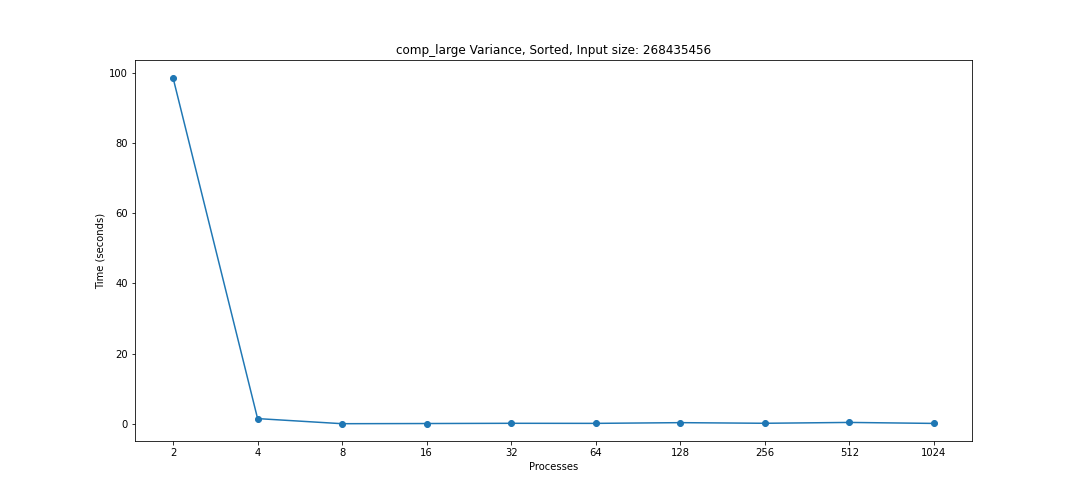 comp_large Variance, Sorted, Input size: 268435456
Time (seconds)
100
80
60
40
20
0
2 4 8 16 32 64 128 256 512 1024
Processes